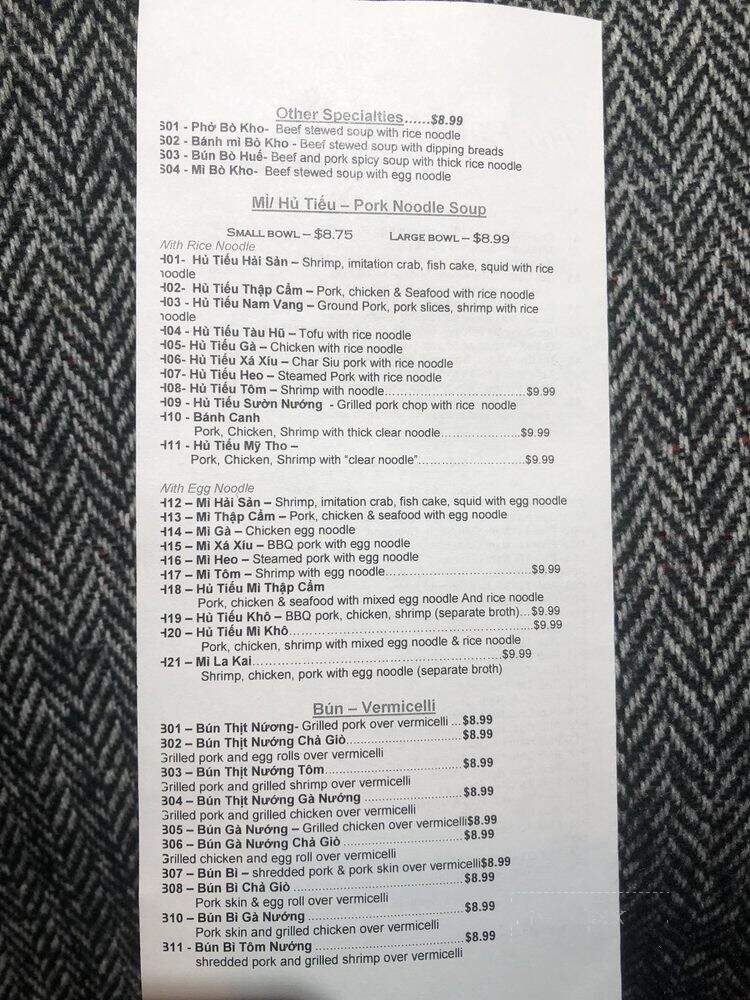 Other Specialties......$8.99
S01 - Phở Bò Kho- Beef stewed soup with rice noodle
S02 - Bánh mì Bò Kho - Beef stewed soup with dipping breads
S03 - Bún Bò Huế- Beef and pork spicy soup with thick rice noodle
S04 - Mì Bò Kho- Beef stewed soup with egg noodle
MÌ/ Hủ Tiếu – Pork Noodle Soup
Small bowl – $8.75 Large bowl – $8.99
With Rice Noodle
H01- Hủ Tiếu Hải Sản – Shrimp, imitation crab, fish cake, squid with rice
noodle
H02- Hủ Tiếu Thập Cẩm – Pork, chicken & Seafood with rice noodle
H03 - Hủ Tiếu Nam Vang – Ground Pork, pork slices, shrimp with rice
noodle
H04 - Hủ Tiếu Tàu Hũ – Tofu with rice noodle
H05- Hủ Tiếu Gà – Chicken with rice noodle
H06- Hủ Tiếu Xá Xíu – Char Siu pork with rice noodle
H07- Hủ Tiếu Heo – Steamed Pork with rice noodle
H08- Hủ Tiếu Tôm – Shrimp with noodle.......................................$9.99
H09 - Hủ Tiếu Sườn Nướng - Grilled pork chop with rice noodle
H10 - Bánh Canh
Pork, Chicken, Shrimp with thick clear noodle......................$9.99
H11 - Hủ Tiếu Mỹ Tho –
Pork, Chicken, Shrimp with "clear noodle"..............................$9.99
With Egg Noodle
H12 – Mì Hải Sản – Shrimp, imitation crab, fish cake, squid with egg noodle
H13 – Mì Thập Cẩm – Pork, chicken & seafood with egg noodle
H14 – Mì Gà – Chicken egg noodle
H15 – Mì Xá Xíu – BBQ pork with egg noodle
H16 – Mì Heo – Steamed pork with egg noodle
H17 – Mì Tôm – Shrimp with egg noodle.........................................$9.99
H18 – Hủ Tiếu Mì Thập Cẩm
Pork, chicken & seafood with mixed egg noodle And rice noodle
H19 – Hủ Tiếu Khô – BBQ pork, chicken, shrimp (separate broth)...$9.99
H20 – Hủ Tiếu Mì Khô...................................................................$9.99
Pork, chicken, shrimp with mixed egg noodle & rice noodle
H21 – Mì La Kai.....................................................................$9.99
Shrimp, chicken, pork with egg noodle (separate broth)
Bún – Vermicelli
B01 – Bún Thịt Nứơng- Grilled pork over vermicelli ...$8.99
B02 – Bún Thịt Nướng Chả Giò................................$8.99
Grilled pork and egg rolls over vermicelli
B03 – Bún Thịt Nướng Tôm......................................$8.99
Grilled pork and grilled shrimp over vermicelli
B04 – Bún Thịt Nướng Gà Nướng ............................$8.99
Grilled pork and grilled chicken over vermicelli
B05 – Bún Gà Nướng – Grilled chicken over vermicelli$8.99
B06 – Bún Gà Nướng Chả Giò .................................$8.99
Grilled chicken and egg roll over vermicelli
B07 – Bún Bì – shredded pork & pork skin over vermicelli$8.99
B08 – Bún Bì Chả Giò ...............................................$8.99
Pork skin & egg roll over vermicelli
B10 – Bún Bì Gà Nướng ...........................................$8.99
Pork skin and grilled chicken over vermicelli
B11 - Bún Bì Tôm Nướng .........................................$8.99
shredded pork and grilled shrimp over vermicelli